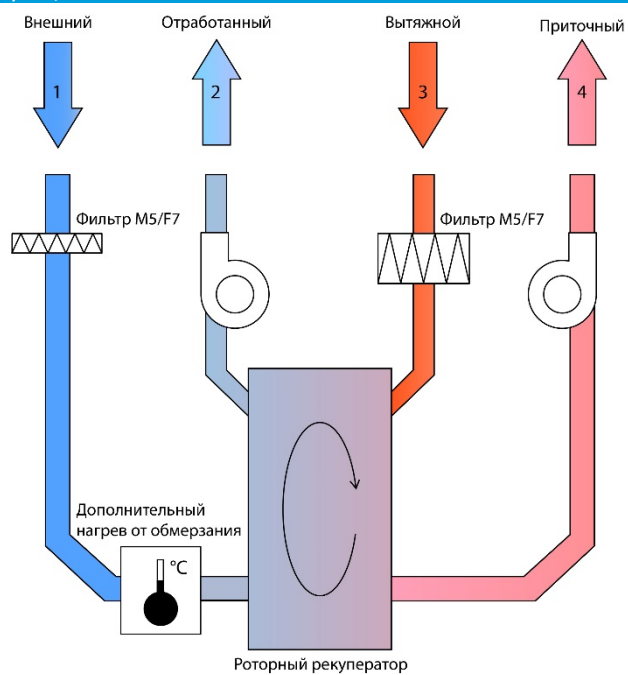 Внешний
Отработанный
Вытяжной
Приточный
1
2
3
4
Фильтр M5/F7
Фильтр M5/F7
Дополнительный
нагрев от обмерзания
°C
Роторный рекуператор